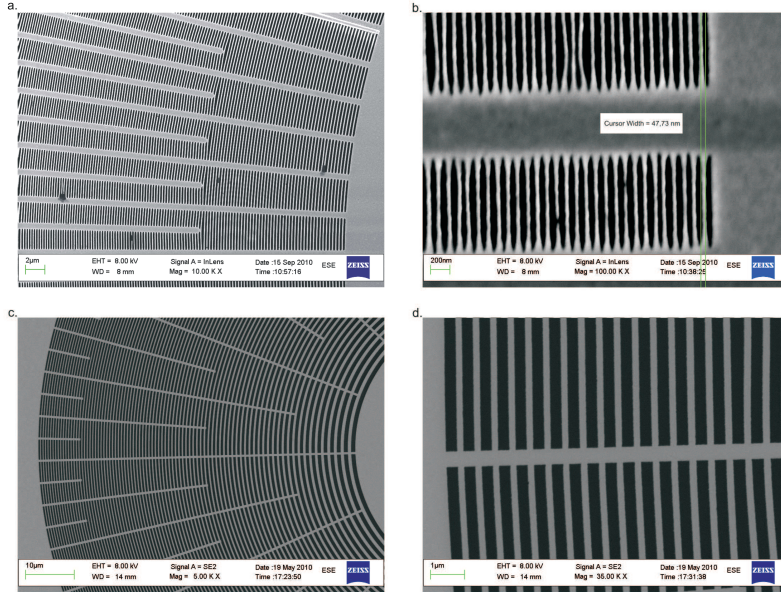 a.
2µm
EHT = 8.00 kV
WD = 8 mm
Signal A = InLens
Mag = 10.00 K X
Date :15 Sep 2010
Time :10:57:16
ESE
ZEISS
b.
Cursor Width = 47.73 nm
200nm
EHT = 8.00 kV
WD = 8 mm
Signal A = InLens
Mag = 100.00 K X
Date :15 Sep 2010
Time :10:38:25
ESE
ZEISS
c.
10µm
EHT = 8.00 kV
WD = 14 mm
Signal A = SE2
Mag = 5.00 K X
Date :19 May 2010
Time :17:23:50
ESE
ZEISS
d.
1µm
EHT = 8.00 kV
WD = 14 mm
Signal A = SE2
Mag = 35.00 K X
Date :19 May 2010
Time :17:31:38
ESE
ZEISS